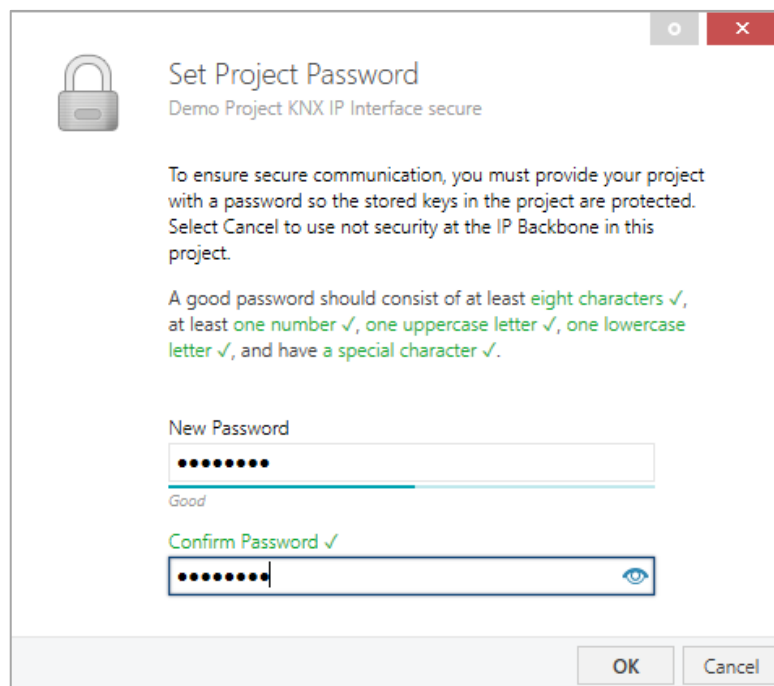 Set Project Password
Demo Project KNX IP Interface secure
To ensure secure communication, you must provide your project
with a password so the stored keys in the project are protected.
Select Cancel to use not security at the IP Backbone in this
project.
A good password should consist of at least eight characters ✓,
at least one number ✓, one uppercase letter ✓, one lowercase
letter ✓, and have a special character ✓.
New Password
●●●●●●●●
Good
Confirm Password ✓
●●●●●●●●
OK
Cancel